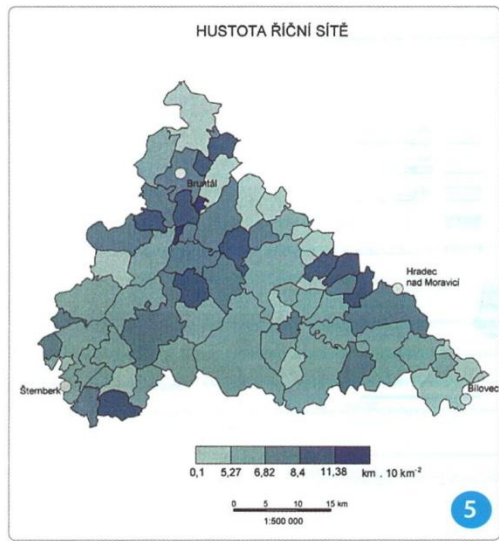 HUSTOTA ŘÍČNÍ SÍTĚ
Bruntál
Hradec
nad Moravicí
Šternberk
Bílovec
0,1 5,27 6,82 8,4 11,38 km . 10 km⁻²
0 5 10 15 km
1:500 000
5